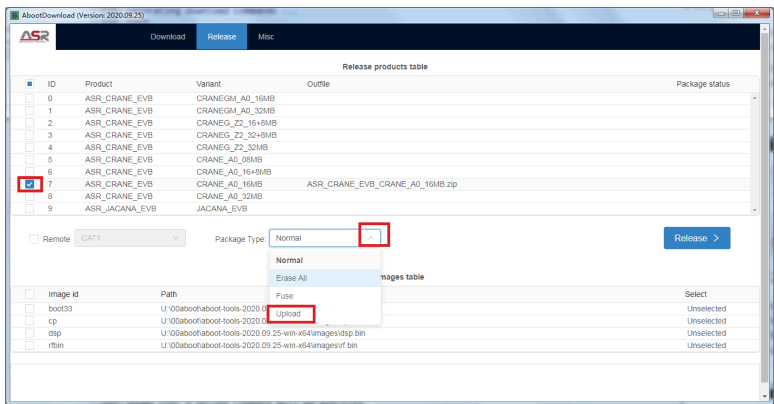 AbootDownload (Version: 2020.09.25)
ASR Download Release Misc
Release products table
ID Product Variant Outfile Package status
0 ASR_CRANE_EVB CRANEGM_A0_16MB
1 ASR_CRANE_EVB CRANEGM_A0_32MB
2 ASR_CRANE_EVB CRANEG_Z2_16+8MB
3 ASR_CRANE_EVB CRANEG_Z2_32+8MB
4 ASR_CRANE_EVB CRANEG_Z2_32MB
5 ASR_CRANE_EVB CRANE_A0_08MB
6 ASR_CRANE_EVB CRANE_A0_16+8MB
7 ASR_CRANE_EVB CRANE_A0_16MB ASR_CRANE_EVB_CRANE_A0_16MB.zip
8 ASR_CRANE_EVB CRANE_A0_32MB
9 ASR_JACANA_EVB JACANA_EVB
Remote CAT1 Package Type: Normal Release >
Normal
Erase All
Fuse
Upload
mages table
Image id Path Select
boot33 U:\00aboot\aboot-tools-2020.0 Unselected
cp U:\00aboot\aboot-tools-2020.0 Unselected
dsp U:\00aboot\aboot-tools-2020.09.25-win-x64\images\dsp.bin Unselected
rfbin U:\00aboot\aboot-tools-2020.09.25-win-x64\images\rf.bin Unselected